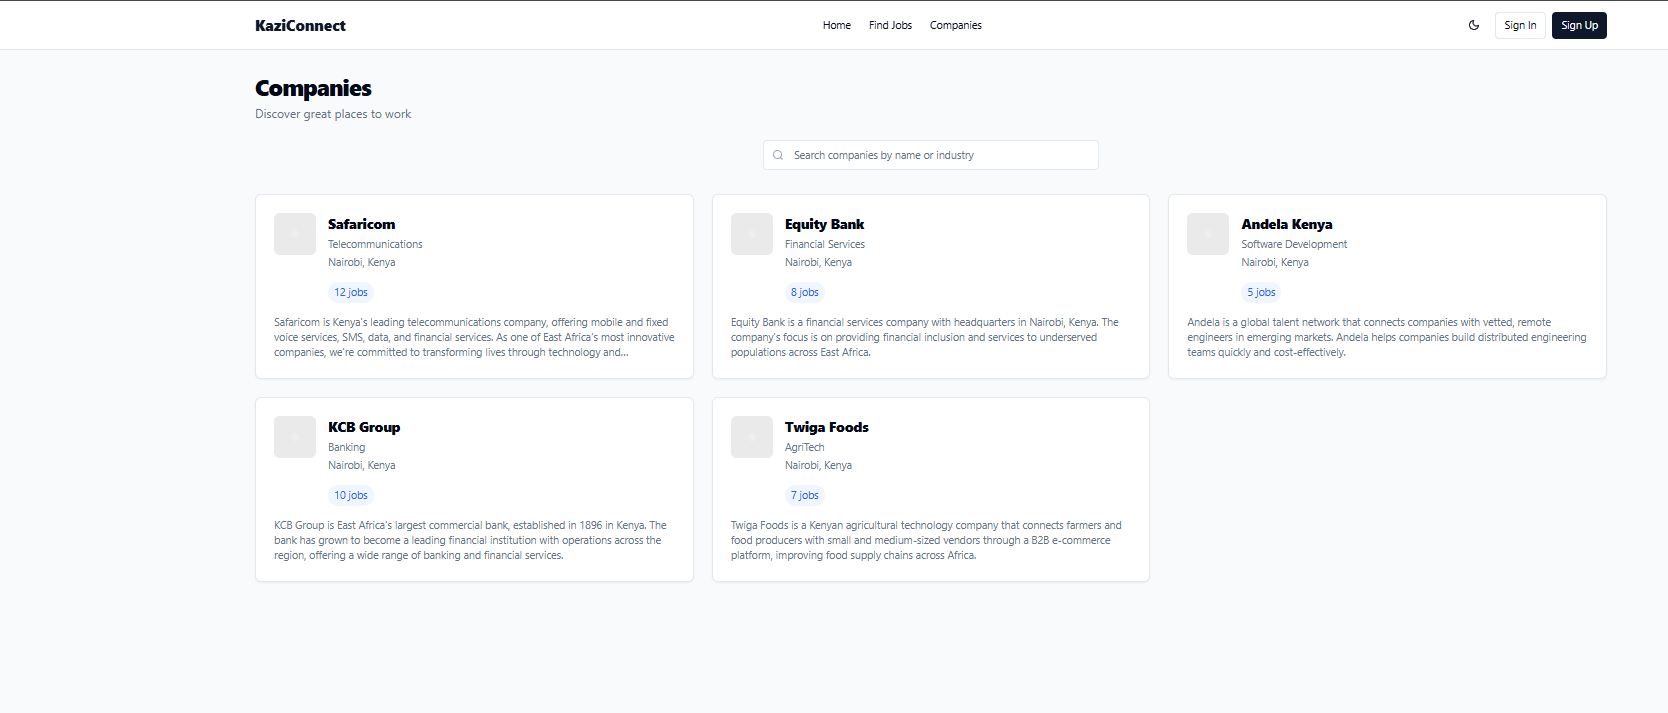 KaziConnect
Home
Find Jobs
Companies
Sign In
Sign Up
Companies
Discover great places to work
Search companies by name or industry
Safaricom
Telecommunications
Nairobi, Kenya
12 jobs
Safaricom is Kenya's leading telecommunications company, offering mobile and fixed
voice services, SMS, data, and financial services. As one of East Africa's most innovative
companies, we're committed to transforming lives through technology and...
Equity Bank
Financial Services
Nairobi, Kenya
8 jobs
Equity Bank is a financial services company with headquarters in Nairobi, Kenya. The
company's focus is on providing financial inclusion and services to underserved
populations across East Africa.
Andela Kenya
Software Development
Nairobi, Kenya
5 jobs
Andela is a global talent network that connects companies with vetted, remote
engineers in emerging markets. Andela helps companies build distributed engineering
teams quickly and cost-effectively.
KCB Group
Banking
Nairobi, Kenya
10 jobs
KCB Group is East Africa's largest commercial bank, established in 1896 in Kenya. The
bank has grown to become a leading financial institution with operations across the
region, offering a wide range of banking and financial services.
Twiga Foods
AgriTech
Nairobi, Kenya
7 jobs
Twiga Foods is a Kenyan agricultural technology company that connects farmers and
food producers with small and medium-sized vendors through a B2B e-commerce
platform, improving food supply chains across Africa.